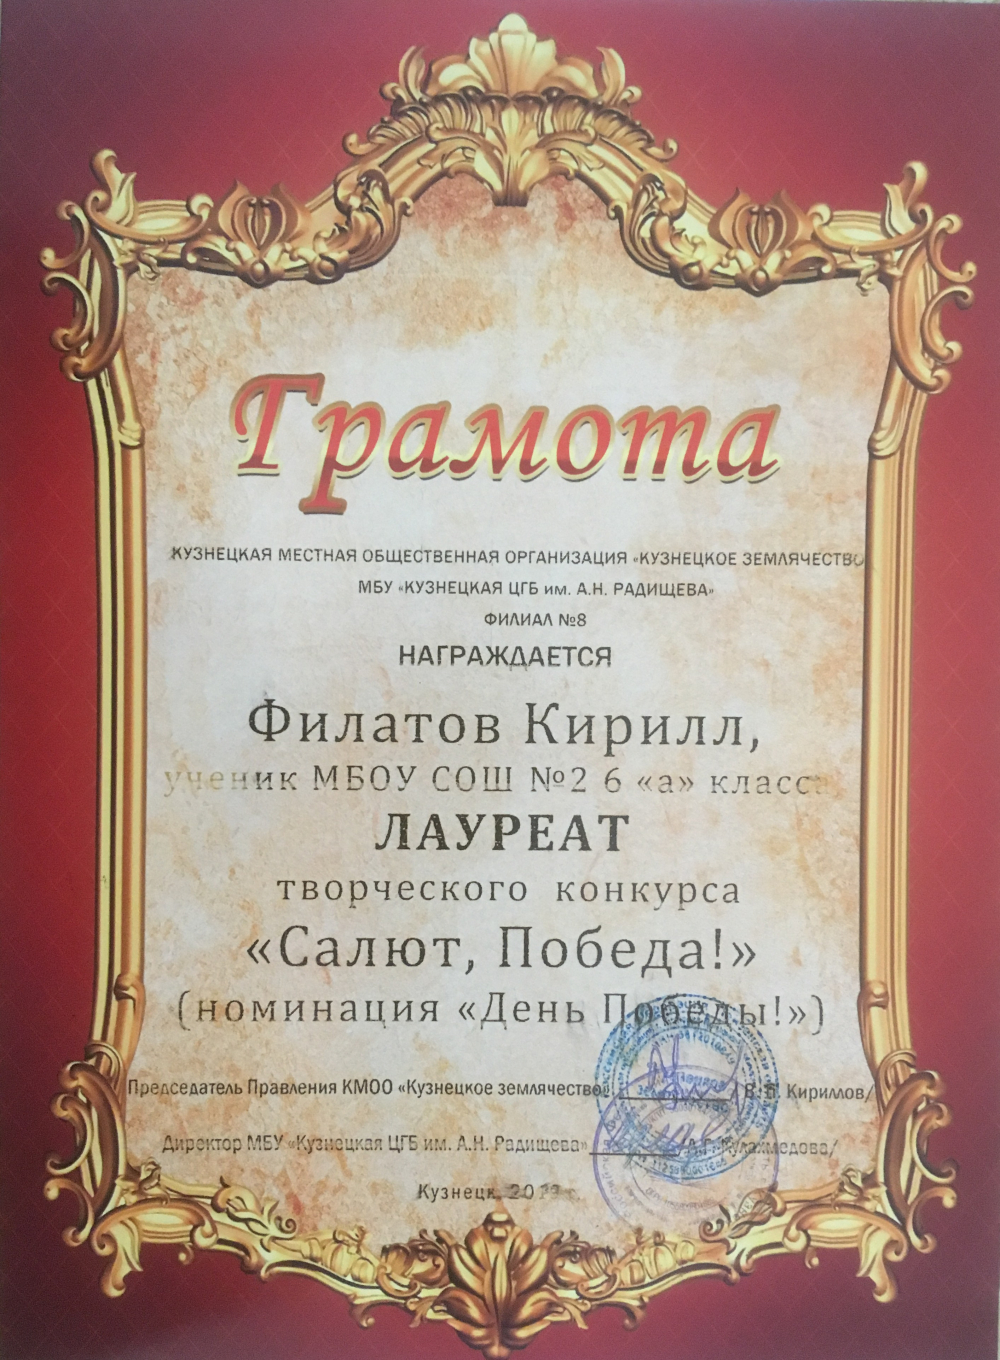 Грамота
КУЗНЕЦКАЯ МЕСТНАЯ ОБЩЕСТВЕННАЯ ОРГАНИЗАЦИЯ «КУЗНЕЦКОЕ ЗЕМЛЯЧЕСТВО
МБУ «КУЗНЕЦКАЯ ЦГБ им. А.Н. РАДИЩЕВА»
ФИЛИАЛ №8
НАГРАЖДАЕТСЯ
Филатов Кирилл,
ученик МБОУ СОШ №2 6 «а» класса
ЛАУРЕАТ
творческого конкурса
«Салют, Победа!»
(номинация «День Победы!»)
Председатель Правления КМОО «Кузнецкое землячество» / В. П. Кириллов/
Директор МБУ «Кузнецкая ЦГБ им. А.Н. Радищева» Кулахмедова/
Кузнецк,